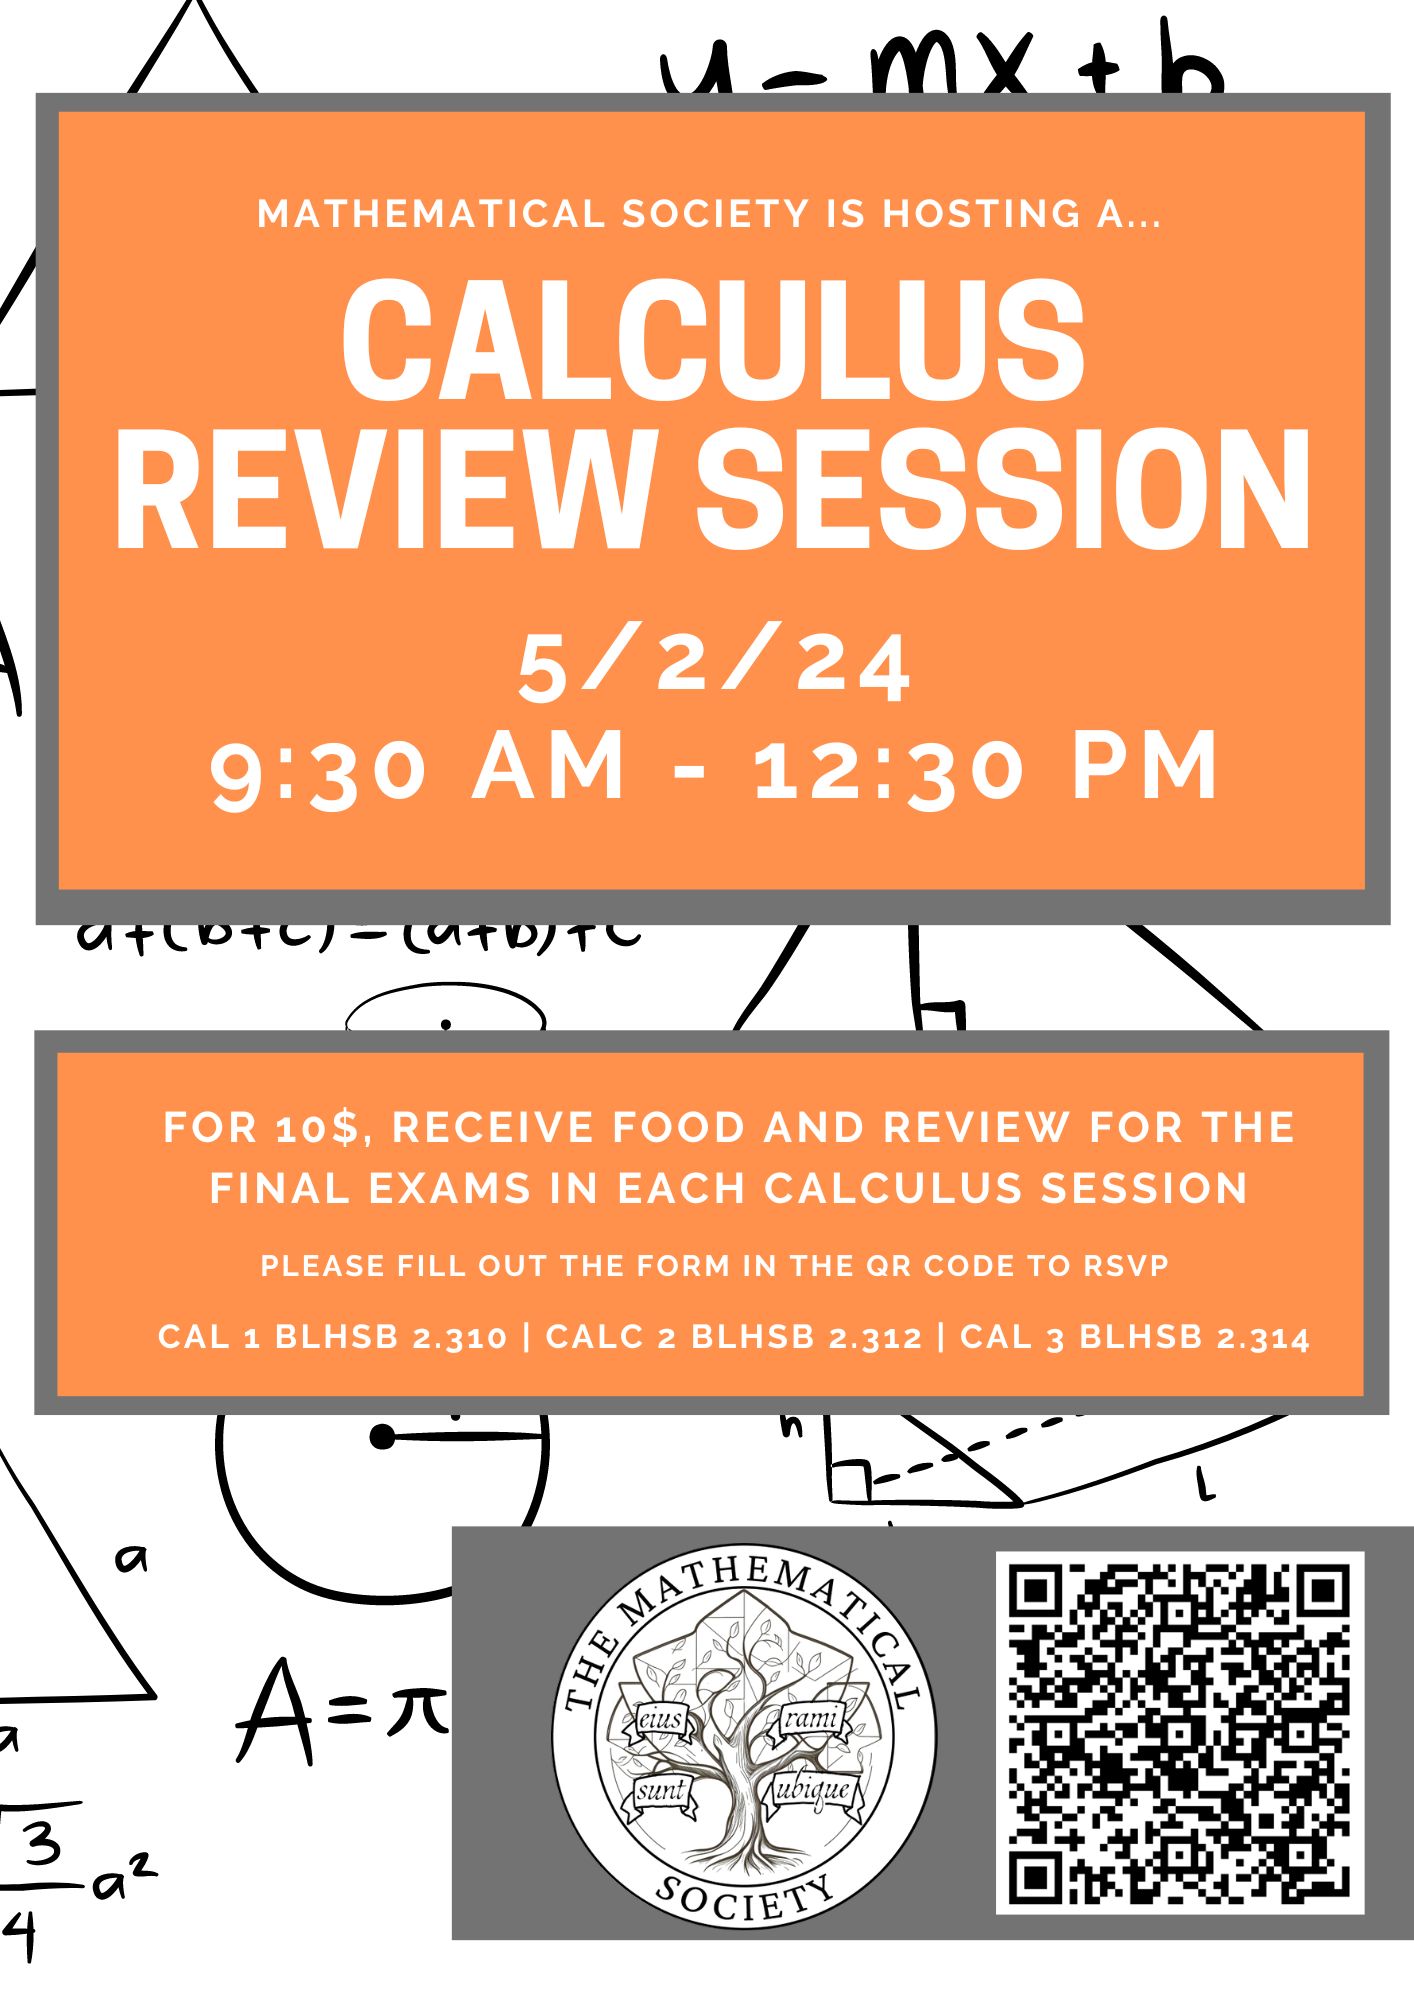 y = mx + b
MATHEMATICAL SOCIETY IS HOSTING A...
CALCULUS
REVIEW SESSION
5/2/24
9:30 AM - 12:30 PM
a+(b+c)=(a+b)+c
FOR 10$, RECEIVE FOOD AND REVIEW FOR THE
FINAL EXAMS IN EACH CALCULUS SESSION
PLEASE FILL OUT THE FORM IN THE QR CODE TO RSVP
CAL 1 BLHSB 2.310 | CALC 2 BLHSB 2.312 | CAL 3 BLHSB 2.314
h
L
a
A=π
a
3
4
a²
THE MATHEMATICAL
eius
rami
sunt
ubique
SOCIETY